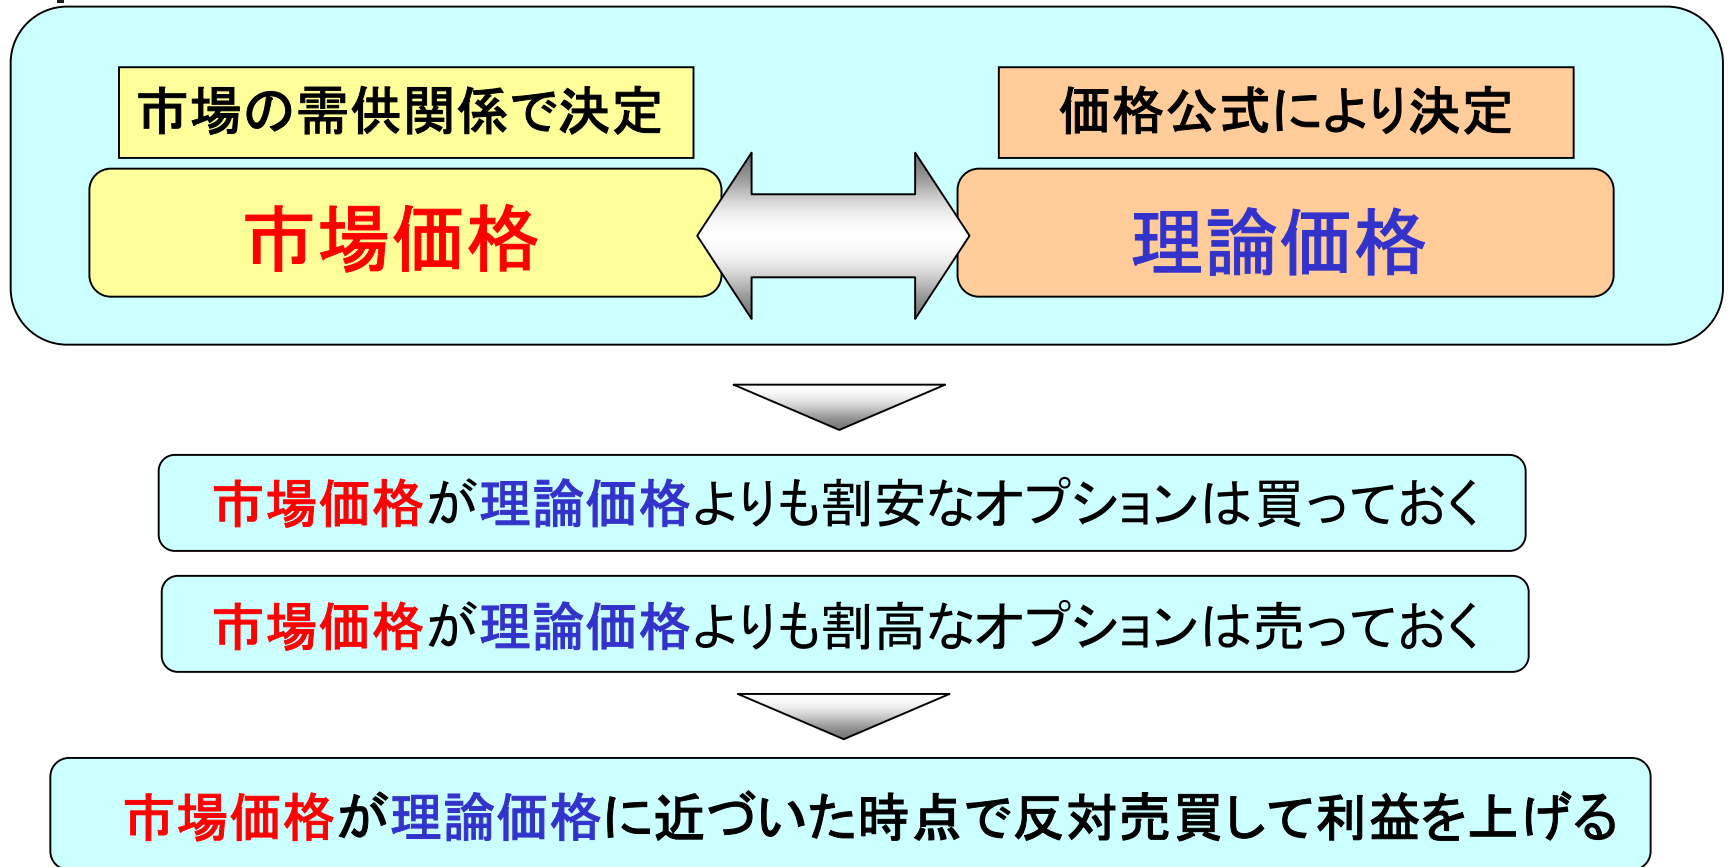 市場の需供関係で決定
価格公式により決定
市場価格
理論価格
市場価格が理論価格よりも割安なオプションは買っておく
市場価格が理論価格よりも割高なオプションは売っておく
市場価格が理論価格に近づいた時点で反対売買して利益を上げる